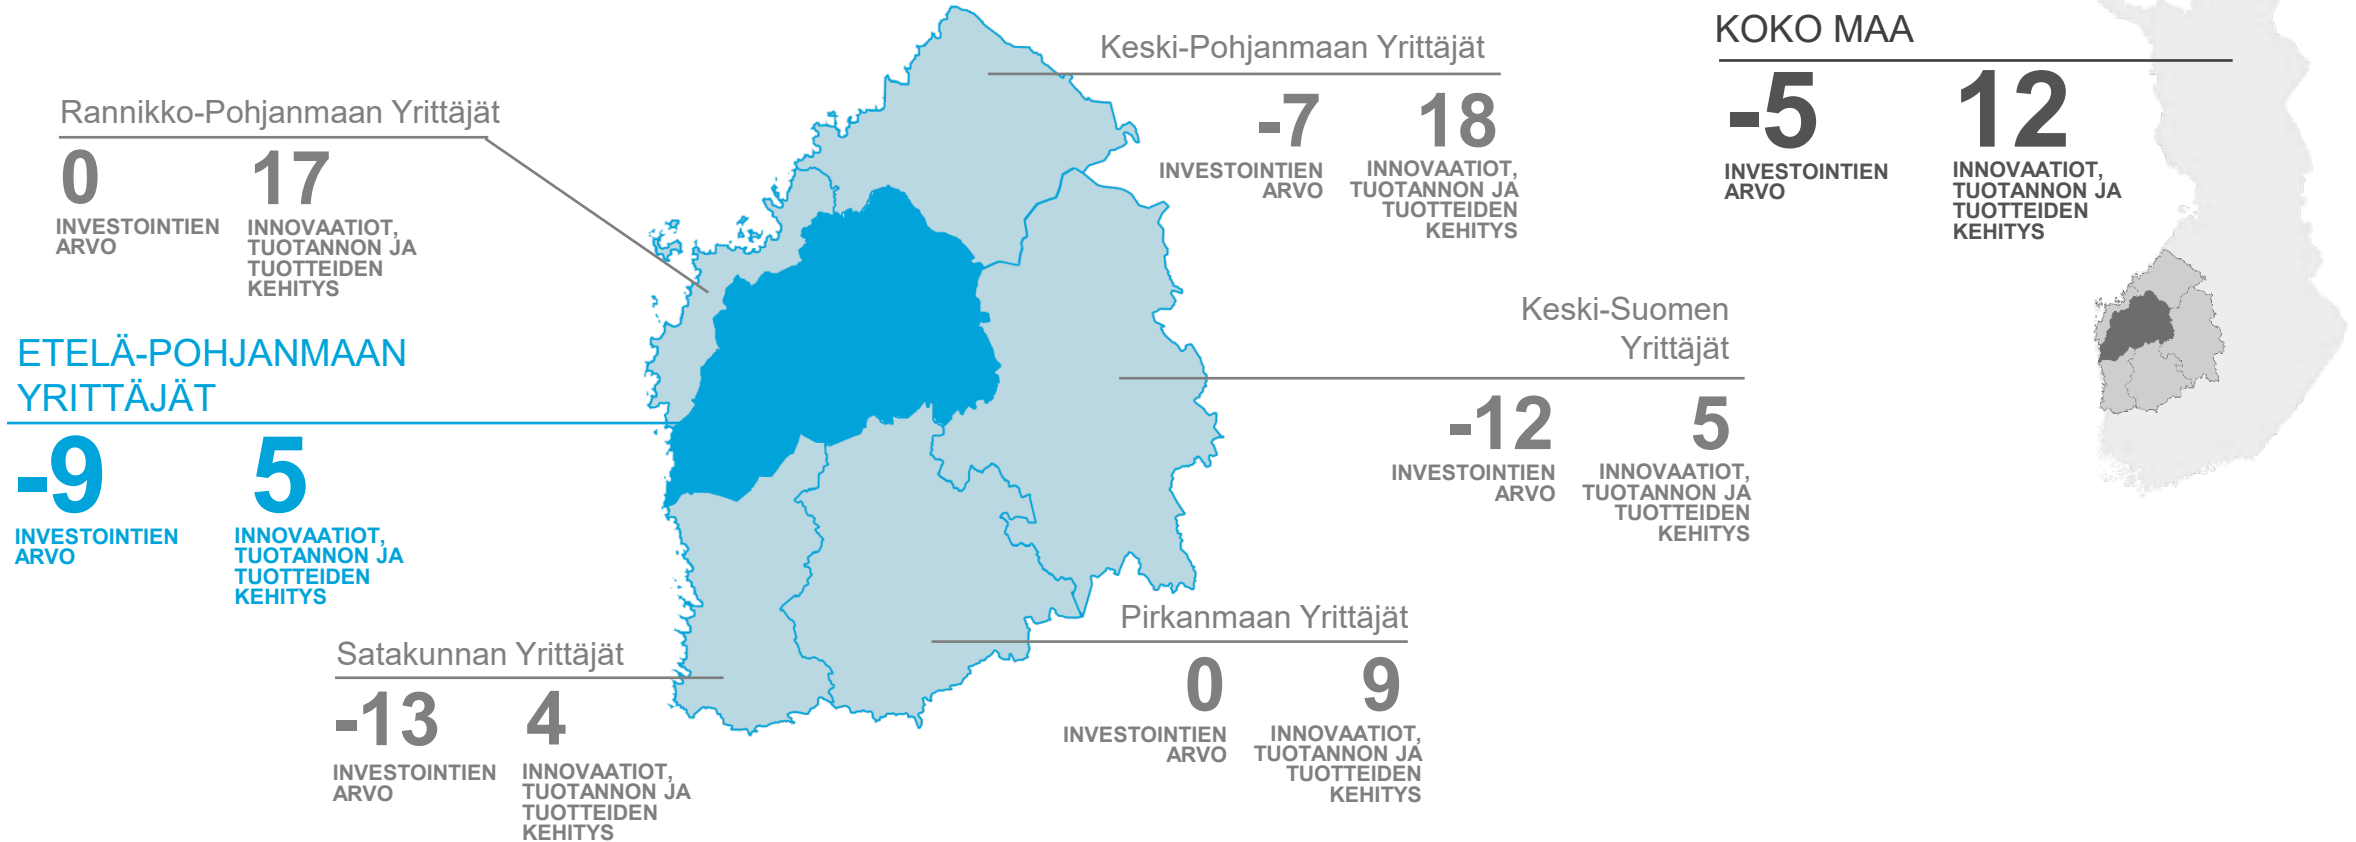 Keski-Pohjanmaan Yrittäjät
-7
18
INVESTOINTIEN
ARVO
INNOVAATIOT,
TUOTANNON JA
TUOTTEIDEN
KEHITYS
KOKO MAA
-5
12
INVESTOINTIEN
ARVO
INNOVAATIOT,
TUOTANNON JA
TUOTTEIDEN
KEHITYS
Rannikko-Pohjanmaan Yrittäjät
0
17
INVESTOINTIEN
ARVO
INNOVAATIOT,
TUOTANNON JA
TUOTTEIDEN
KEHITYS
ETELÄ-POHJANMAAN
YRITTÄJÄT
-9
5
INVESTOINTIEN
ARVO
INNOVAATIOT,
TUOTANNON JA
TUOTTEIDEN
KEHITYS
Keski-Suomen
Yrittäjät
-12
5
INVESTOINTIEN
ARVO
INNOVAATIOT,
TUOTANNON JA
TUOTTEIDEN
KEHITYS
Satakunnan Yrittäjät
-13
4
INVESTOINTIEN
ARVO
INNOVAATIOT,
TUOTANNON JA
TUOTTEIDEN
KEHITYS
Pirkanmaan Yrittäjät
0
9
INVESTOINTIEN
ARVO
INNOVAATIOT,
TUOTANNON JA
TUOTTEIDEN
KEHITYS